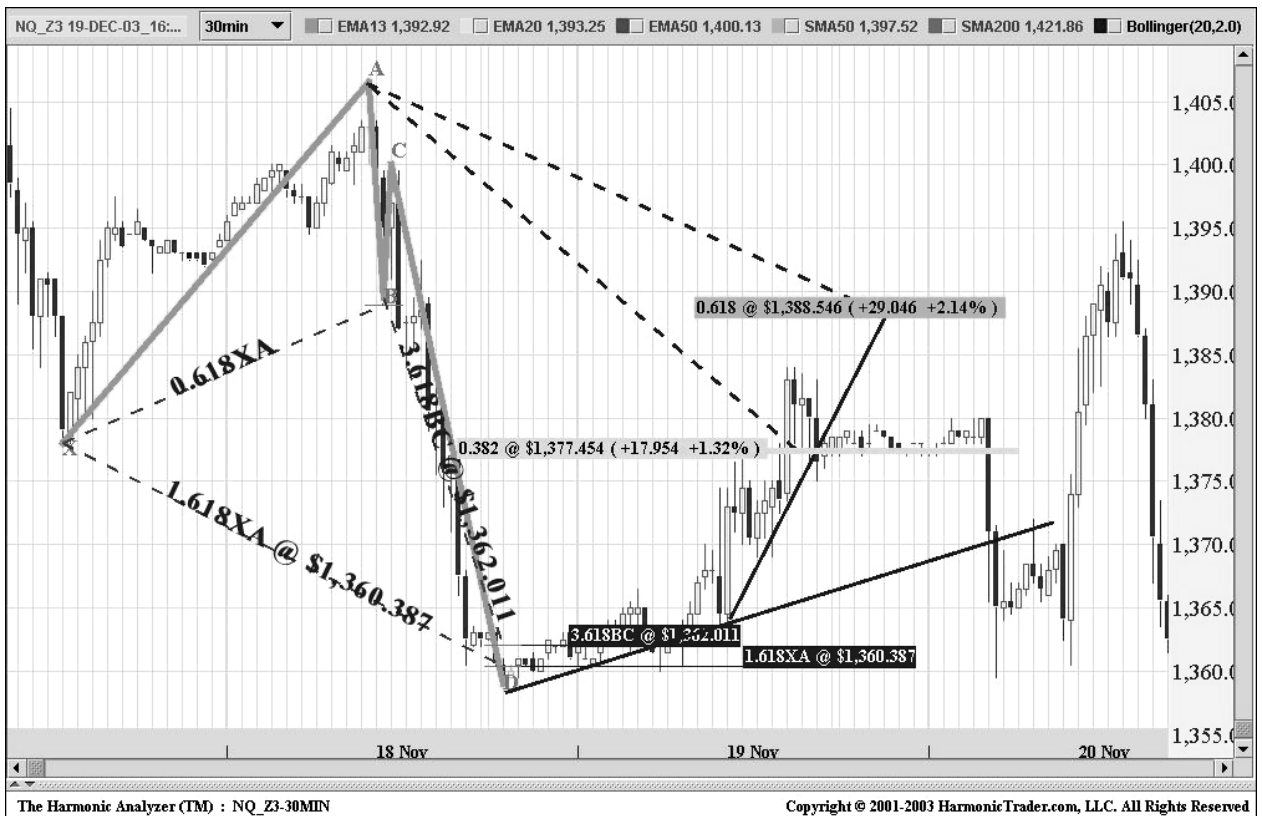 NQ_Z3 19-DEC-03_16:... 30min EMA13 1,392.92 EMA20 1,393.25 EMA50 1,400.13 SMA50 1,397.52 SMA200 1,421.86 Bollinger(20,2.0)
A
1,405.0
C
1,400.0
1,395.0
B
1,390.0
0.618 @ $1,388.546 ( +29.046 +2.14% )
0.618XA
1,385.0
3.618BC @ $1,362.011
1,380.0
X
0.382 @ $1,377.454 ( +17.954 +1.32% )
1,375.0
1.618XA @ $1,360.387
1,370.0
1,365.0
3.618BC @ $1,362.011
1.618XA @ $1,360.387
1,360.0
D
1,355.0
18 Nov 19 Nov 20 Nov
The Harmonic Analyzer (TM) : NQ_Z3-30MIN
Copyright © 2001-2003 HarmonicTrader.com, LLC. All Rights Reserved